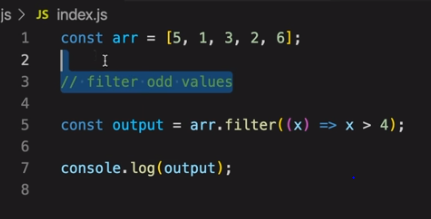 js > JS index.js
1 const arr = [5, 1, 3, 2, 6];
2
3 // filter odd values
4
5 const output = arr.filter((x) => x > 4);
6
7 console.log(output);
8